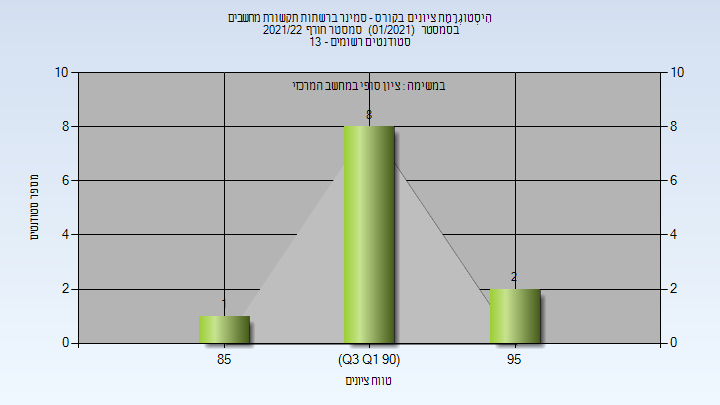 היסטוגרמת ציונים בקורס - סמינר ברשתות תקשורת מחשבים
בסמסטר (01/2021) סמסטר חורף 2021/22
סטודנטים רשומים - 13
במשימה : ציון סופי במחשב המרכזי
10
8
6
4
2
0
10
8
6
4
2
0
מספר סטודנטים
1
8
2
85
(Q3 Q1 90)
95
טווח ציונים